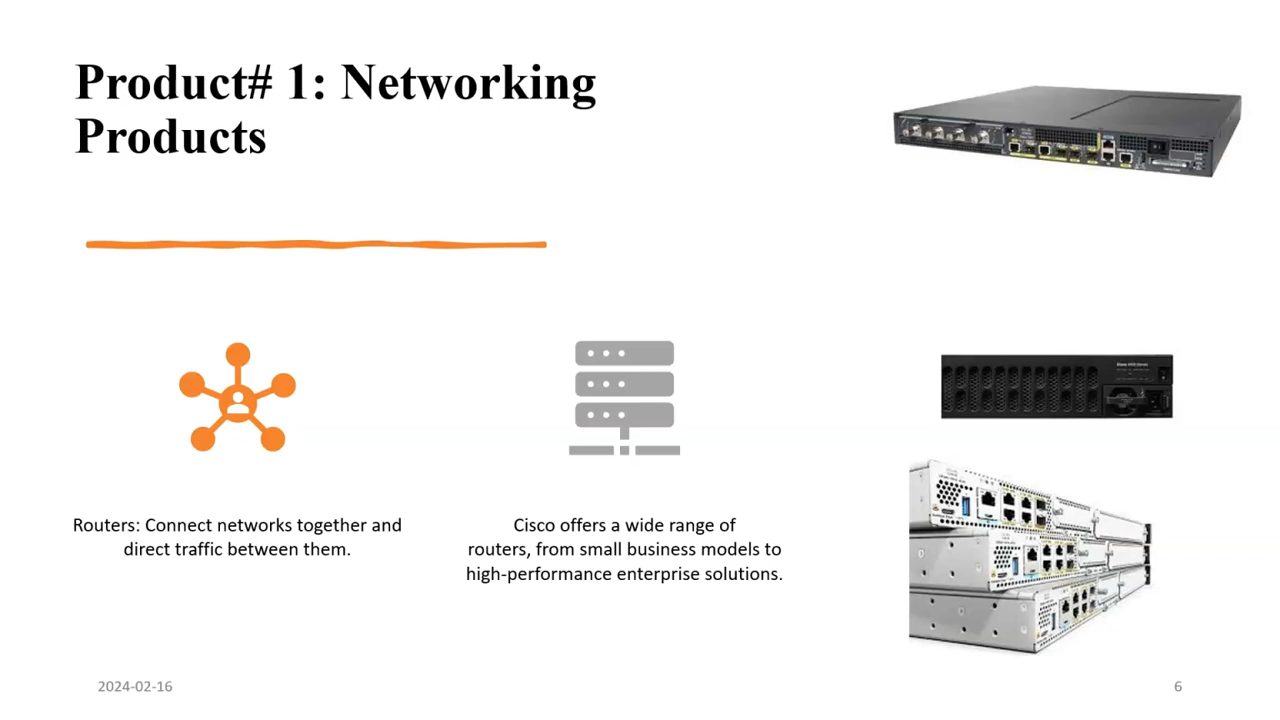 Product# 1: Networking
Products
Routers: Connect networks together and
direct traffic between them.
Cisco offers a wide range of
routers, from small business models to
high-performance enterprise solutions.
2024-02-16
6